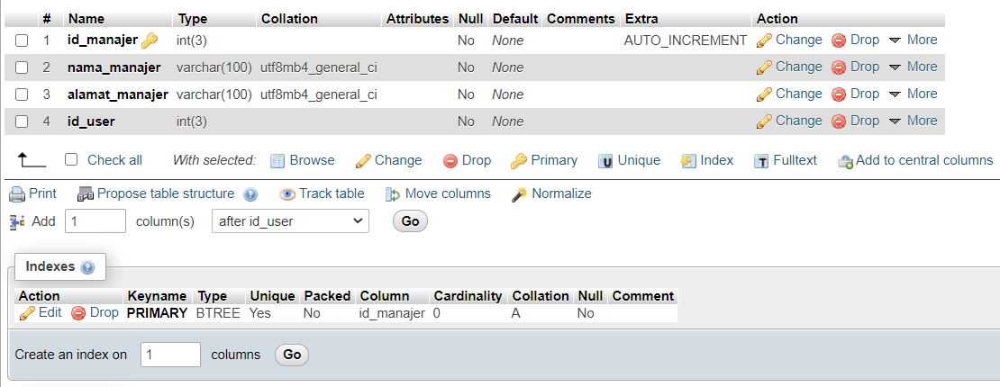 # Name Type Collation Attributes Null Default Comments Extra Action
1 id_manajer int(3) No None AUTO_INCREMENT Change Drop More
2 nama_manajer varchar(100) utf8mb4_general_ci No None Change Drop More
3 alamat_manajer varchar(100) utf8mb4_general_ci No None Change Drop More
4 id_user int(3) No None Change Drop More
Check all With selected: Browse Change Drop Primary U Unique Index T Fulltext Add to central columns
Print Propose table structure Track table Move columns Normalize
Add 1 column(s) after id_user Go
Indexes
Action Keyname Type Unique Packed Column Cardinality Collation Null Comment
Edit Drop PRIMARY BTREE Yes No id_manajer 0 A No
Create an index on 1 columns Go